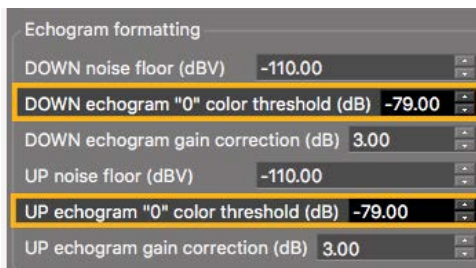 Echogram formatting
DOWN noise floor (dBV) -110.00
DOWN echogram "0" color threshold (dB) -79.00
DOWN echogram gain correction (dB) 3.00
UP noise floor (dBV) -110.00
UP echogram "0" color threshold (dB) -79.00
UP echogram gain correction (dB) 3.00